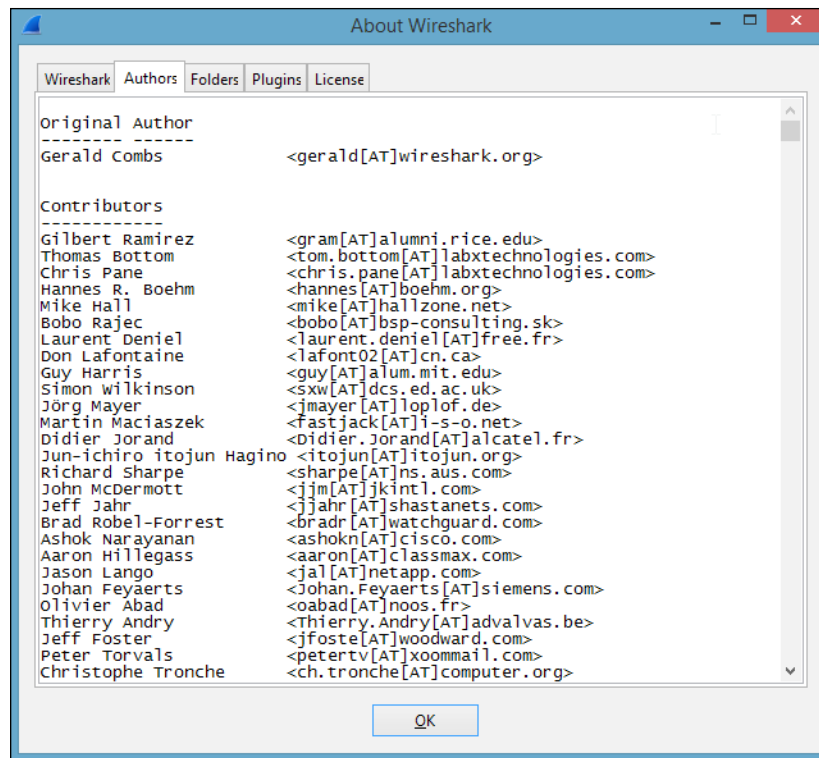 About Wireshark
Wireshark Authors Folders Plugins License
Original Author
-------- ------
Gerald Combs <gerald[AT]wireshark.org>
Contributors
------------
Gilbert Ramirez <gram[AT]alumni.rice.edu>
Thomas Bottom <tom.bottom[AT]labxtechnologies.com>
Chris Pane <chris.pane[AT]labxtechnologies.com>
Hannes R. Boehm <hannes[AT]boehm.org>
Mike Hall <mike[AT]hallzone.net>
Bobo Rajec <bobo[AT]bsp-consulting.sk>
Laurent Deniel <laurent.deniel[AT]free.fr>
Don Lafontaine <lafont02[AT]cn.ca>
Guy Harris <guy[AT]alum.mit.edu>
Simon Wilkinson <sxw[AT]dcs.ed.ac.uk>
Jörg Mayer <jmayer[AT]loplof.de>
Martin Maciaszek <fastjack[AT]i-s-o.net>
Didier Jorand <Didier.Jorand[AT]alcatel.fr>
Jun-ichiro itojun Hagino <itojun[AT]itojun.org>
Richard Sharpe <sharpe[AT]ns.aus.com>
John McDermott <jjm[AT]jkintl.com>
Jeff Jahr <jjahr[AT]shastanets.com>
Brad Robel-Forrest <bradr[AT]watchguard.com>
Ashok Narayanan <ashokn[AT]cisco.com>
Aaron Hillegass <aaron[AT]classmax.com>
Jason Lango <jal[AT]netapp.com>
Johan Feyaerts <Johan.Feyaerts[AT]siemens.com>
Olivier Abad <oabad[AT]noos.fr>
Thierry Andry <Thierry.Andry[AT]advalvas.be>
Jeff Foster <jfoste[AT]woodward.com>
Peter Torvals <petertv[AT]xoommail.com>
Christophe Tronche <ch.tronche[AT]computer.org>
OK